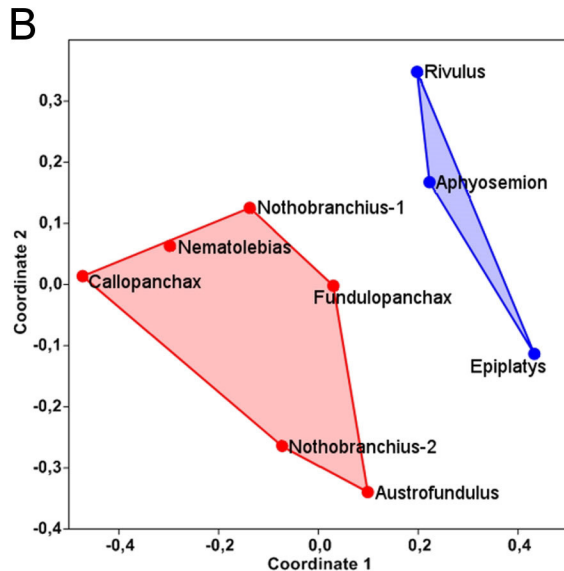 B
Coordinate 2
0,3
0,2
0,1
0,0
-0,1
-0,2
-0,3
-0,4
Rivulus
Aphyosemion
Nothobranchius-1
Nematolebias
Callopanchax
Fundulopanchax
Epiplatys
Nothobranchius-2
Austrofundulus
-0,4 -0,2 0,0 0,2 0,4
Coordinate 1